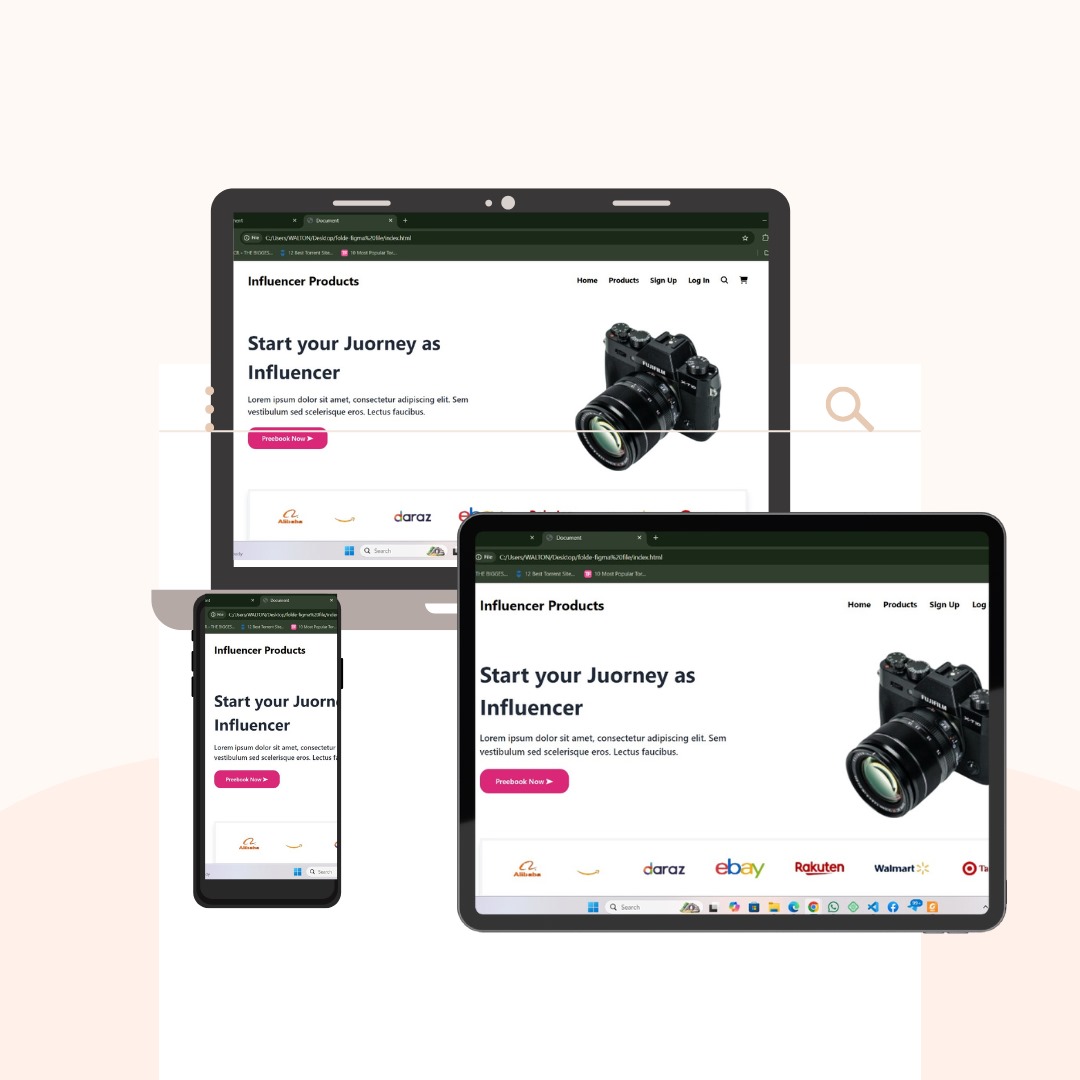 Document
File C:/Users/WALTON/Desktop/folde-figma%20file/index.html
12 Best Torrent Site... 10 Most Popular Tor...
Influencer Products
Home Products Sign Up Log In
Start your Juorney as
Influencer
Lorem ipsum dolor sit amet, consectetur adipiscing elit. Sem
vestibulum sed scelerisque eros. Lectus faucibus.
Preebook Now
FUJIFILM
X-T10
Alibaba daraz
Search
Document
File C:/Users/WALTON/Desktop/folde-figma%20file/index.html
THE BIGGES... 12 Best Torrent Site... 10 Most Popular Tor...
Influencer Products
Home Products Sign Up Log
Start your Juorney as
Influencer
Lorem ipsum dolor sit amet, consectetur adipiscing elit. Sem
vestibulum sed scelerisque eros. Lectus faucibus.
Preebook Now
FUJIFILM
X-T10
Alibaba daraz ebay Rakuten Walmart Ta
Search
Document
File C:/Users/WALTON/Desktop/folde-figma%20file/index
12 Best Torrent Site... 10 Most Popular Tor
Influencer Products
Start your Juorn
Influencer
Lorem ipsum dolor sit amet, consectetur
vestibulum sed scelerisque eros. Lectus fa
Preebook Now
Alibaba
Search